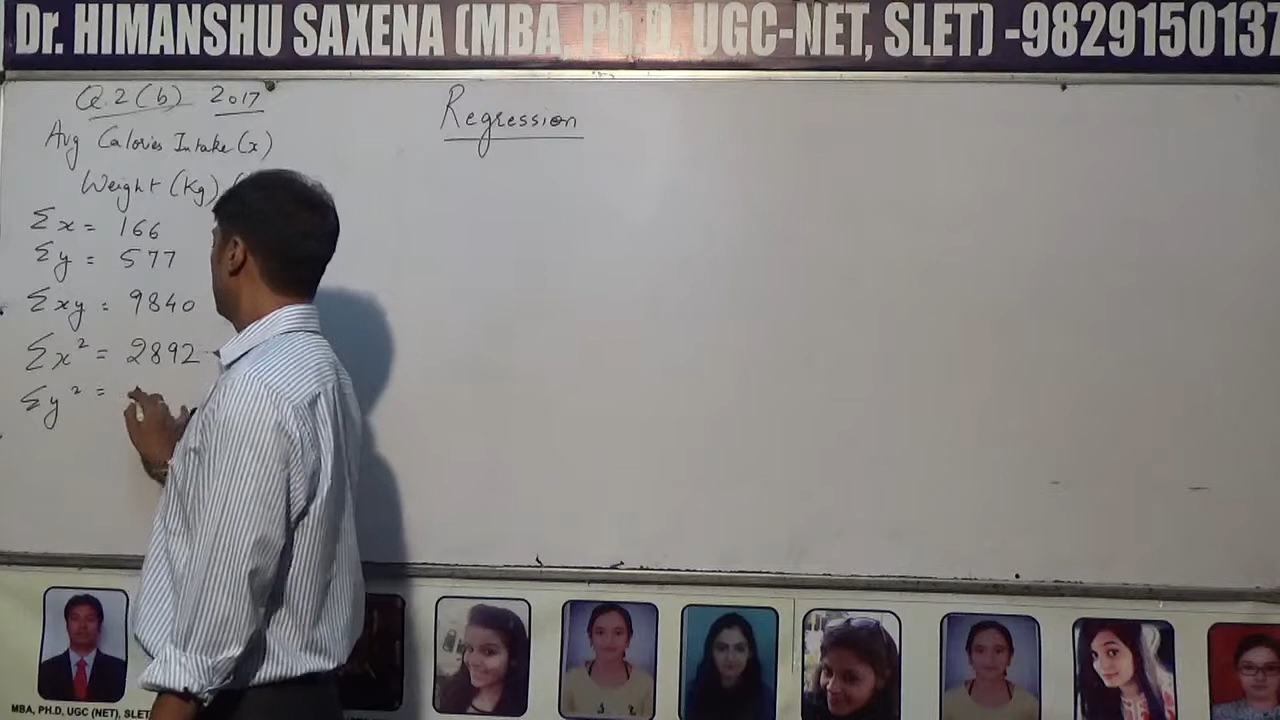 Dr. HIMANSHU SAXENA (MBA, Ph.D, UGC-NET, SLET) -9829150137
Q.2 (b) 2017
Avg Calories Intake (x)
Weight (Kg) (
Σx = 166
Σy = 577
Σxy = 9840
Σx² = 2892
Σy² =
Regression
MBA, PH.D, UGC (NET), SLET